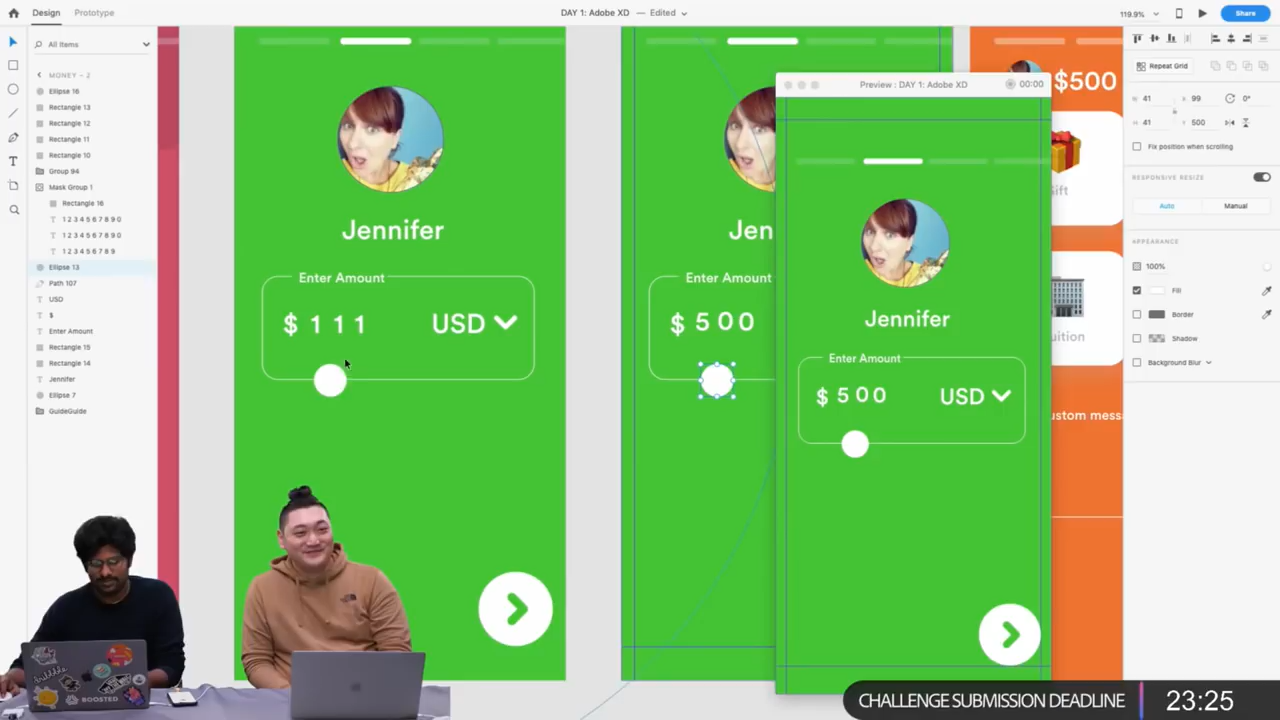 Design
Prototype
DAY 1: Adobe XD — Edited
119.9%
Share
All Items
MONEY – 2
Ellipse 16
Rectangle 13
Rectangle 12
Rectangle 11
Rectangle 10
Group 94
Mask Group 1
Rectangle 16
1 2 3 4 5 6 7 8 9 0
1 2 3 4 5 6 7 8 9 0
1 2 3 4 5 6 7 8 9
Ellipse 13
Path 107
USD
$
Enter Amount
Rectangle 15
Rectangle 14
Jennifer
Ellipse 7
GuideGuide
Jennifer
Enter Amount
$ 1 1 1
USD
Jen
Enter Amount
$ 5 0 0
Preview : DAY 1: Adobe XD
00:00
Jennifer
Enter Amount
$ 5 0 0
USD
$500
Gift
uition
ustom messa
Repeat Grid
W 41
X 99
0°
H 41
Y 500
Fix position when scrolling
RESPONSIVE RESIZE
Auto
Manual
APPEARANCE
100%
Fill
Border
Shadow
Background Blur
BOOSTED
CHALLENGE SUBMISSION DEADLINE
23:25